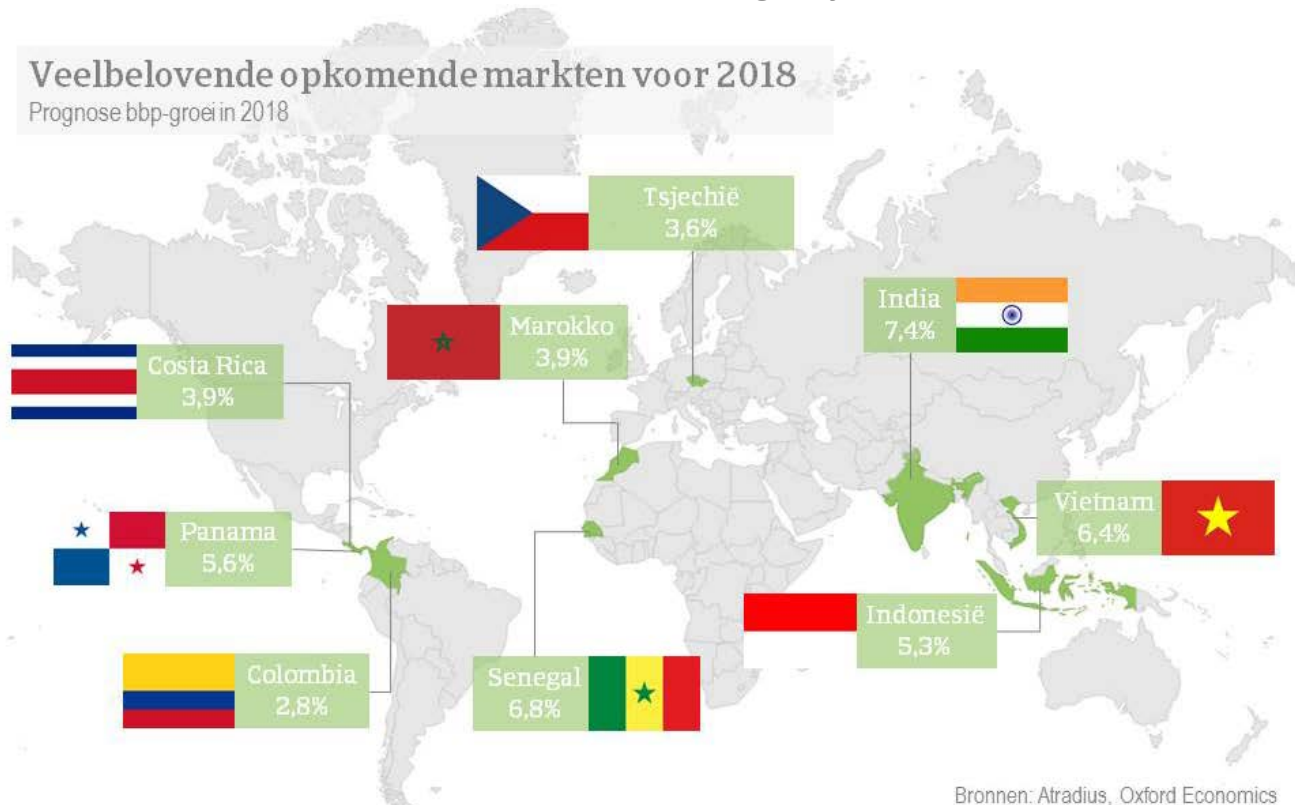 Veelbelovende opkomende markten voor 2018
Prognose bbp-groei in 2018
Tsjechië
3,6%
India
7,4%
Marokko
3,9%
Costa Rica
3,9%
Vietnam
6,4%
Panama
5,6%
Indonesië
5,3%
Colombia
2,8%
Senegal
6,8%
Bronnen: Atradius, Oxford Economics